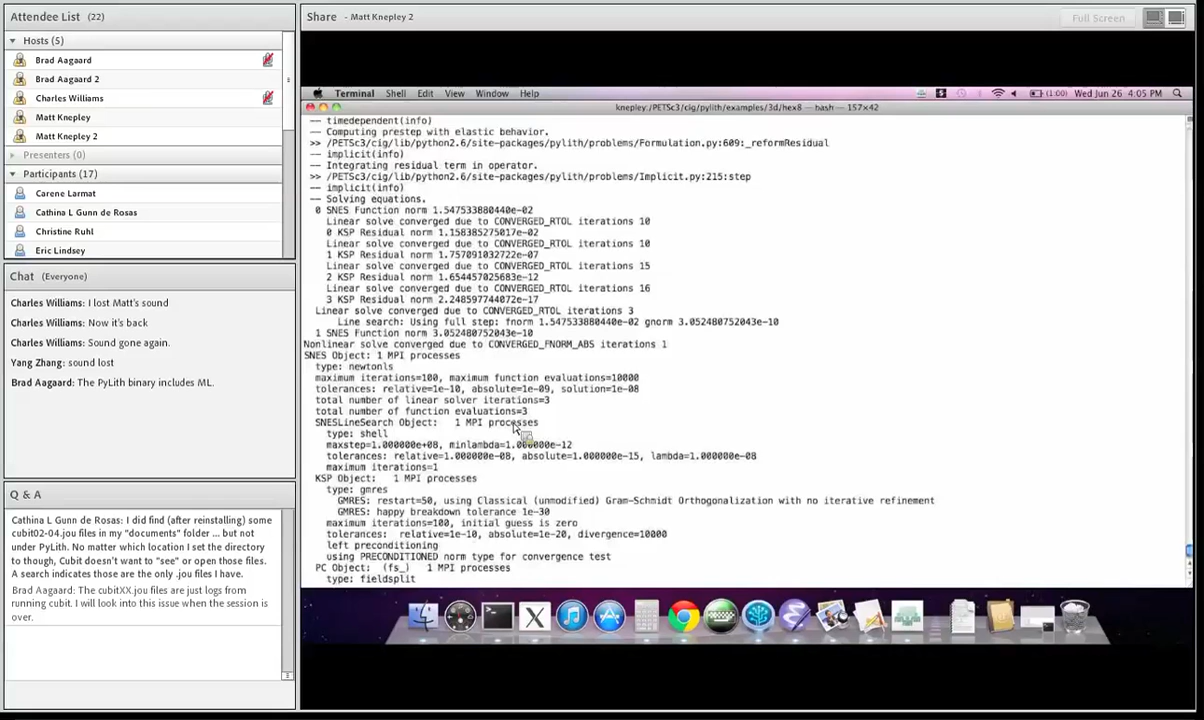 Attendee List (22)
Hosts (5)
Brad Aagaard
Brad Aagaard 2
Charles Williams
Matt Knepley
Matt Knepley 2
Presenters (0)
Participants (17)
Carene Larmat
Cathina L Gunn de Rosas
Christine Ruhl
Eric Lindsey
Chat (Everyone)
Charles Williams: I lost Matt's sound
Charles Williams: Now it's back
Charles Williams: Sound gone again.
Yang Zhang: sound lost
Brad Aagaard: The PyLith binary includes ML.
Q & A
Cathina L Gunn de Rosas: I did find (after reinstalling) some
cubit02-04.jou files in my "documents" folder ... but not
under PyLith. No matter which location I set the directory
to though, Cubit doesn't want to "see" or open those files.
A search indicates those are the only .jou files I have.
Brad Aagaard: The cubitXX.jou files are just logs from
running cubit. I will look into this issue when the session is
over.
Share - Matt Knepley 2
Full Screen
Terminal Shell Edit View Window Help
(1:00) Wed Jun 26 4:05 PM
knepley:/PETSc3/cig/pylith/examples/3d/hex8 — bash — 157×42
-- timedependent(info)
-- Computing prestep with elastic behavior.
>> /PETSc3/cig/lib/python2.6/site-packages/pylith/problems/Formulation.py:609:_reformResidual
-- implicit(info)
-- Integrating residual term in operator.
>> /PETSc3/cig/lib/python2.6/site-packages/pylith/problems/Implicit.py:215:step
-- implicit(info)
-- Solving equations.
0 SNES Function norm 1.547533880440e-02
Linear solve converged due to CONVERGED_RTOL iterations 10
0 KSP Residual norm 1.158385275017e-02
Linear solve converged due to CONVERGED_RTOL iterations 10
1 KSP Residual norm 1.757091032722e-07
Linear solve converged due to CONVERGED_RTOL iterations 15
2 KSP Residual norm 1.654457025683e-12
Linear solve converged due to CONVERGED_RTOL iterations 16
3 KSP Residual norm 2.248597744072e-17
Linear solve converged due to CONVERGED_RTOL iterations 3
Line search: Using full step: fnorm 1.547533880440e-02 gnorm 3.052480752043e-10
1 SNES Function norm 3.052480752043e-10
Nonlinear solve converged due to CONVERGED_FNORM_ABS iterations 1
SNES Object: 1 MPI processes
type: newtonls
maximum iterations=100, maximum function evaluations=10000
tolerances: relative=1e-10, absolute=1e-09, solution=1e-08
total number of linear solver iterations=3
total number of function evaluations=3
SNESLineSearch Object: 1 MPI processes
type: shell
maxstep=1.000000e+08, minlambda=1.000000e-12
tolerances: relative=1.000000e-08, absolute=1.000000e-15, lambda=1.000000e-08
maximum iterations=1
KSP Object: 1 MPI processes
type: gmres
GMRES: restart=50, using Classical (unmodified) Gram-Schmidt Orthogonalization with no iterative refinement
GMRES: happy breakdown tolerance 1e-30
maximum iterations=100, initial guess is zero
tolerances: relative=1e-10, absolute=1e-20, divergence=10000
left preconditioning
using PRECONDITIONED norm type for convergence test
PC Object: (fs_) 1 MPI processes
type: fieldsplit